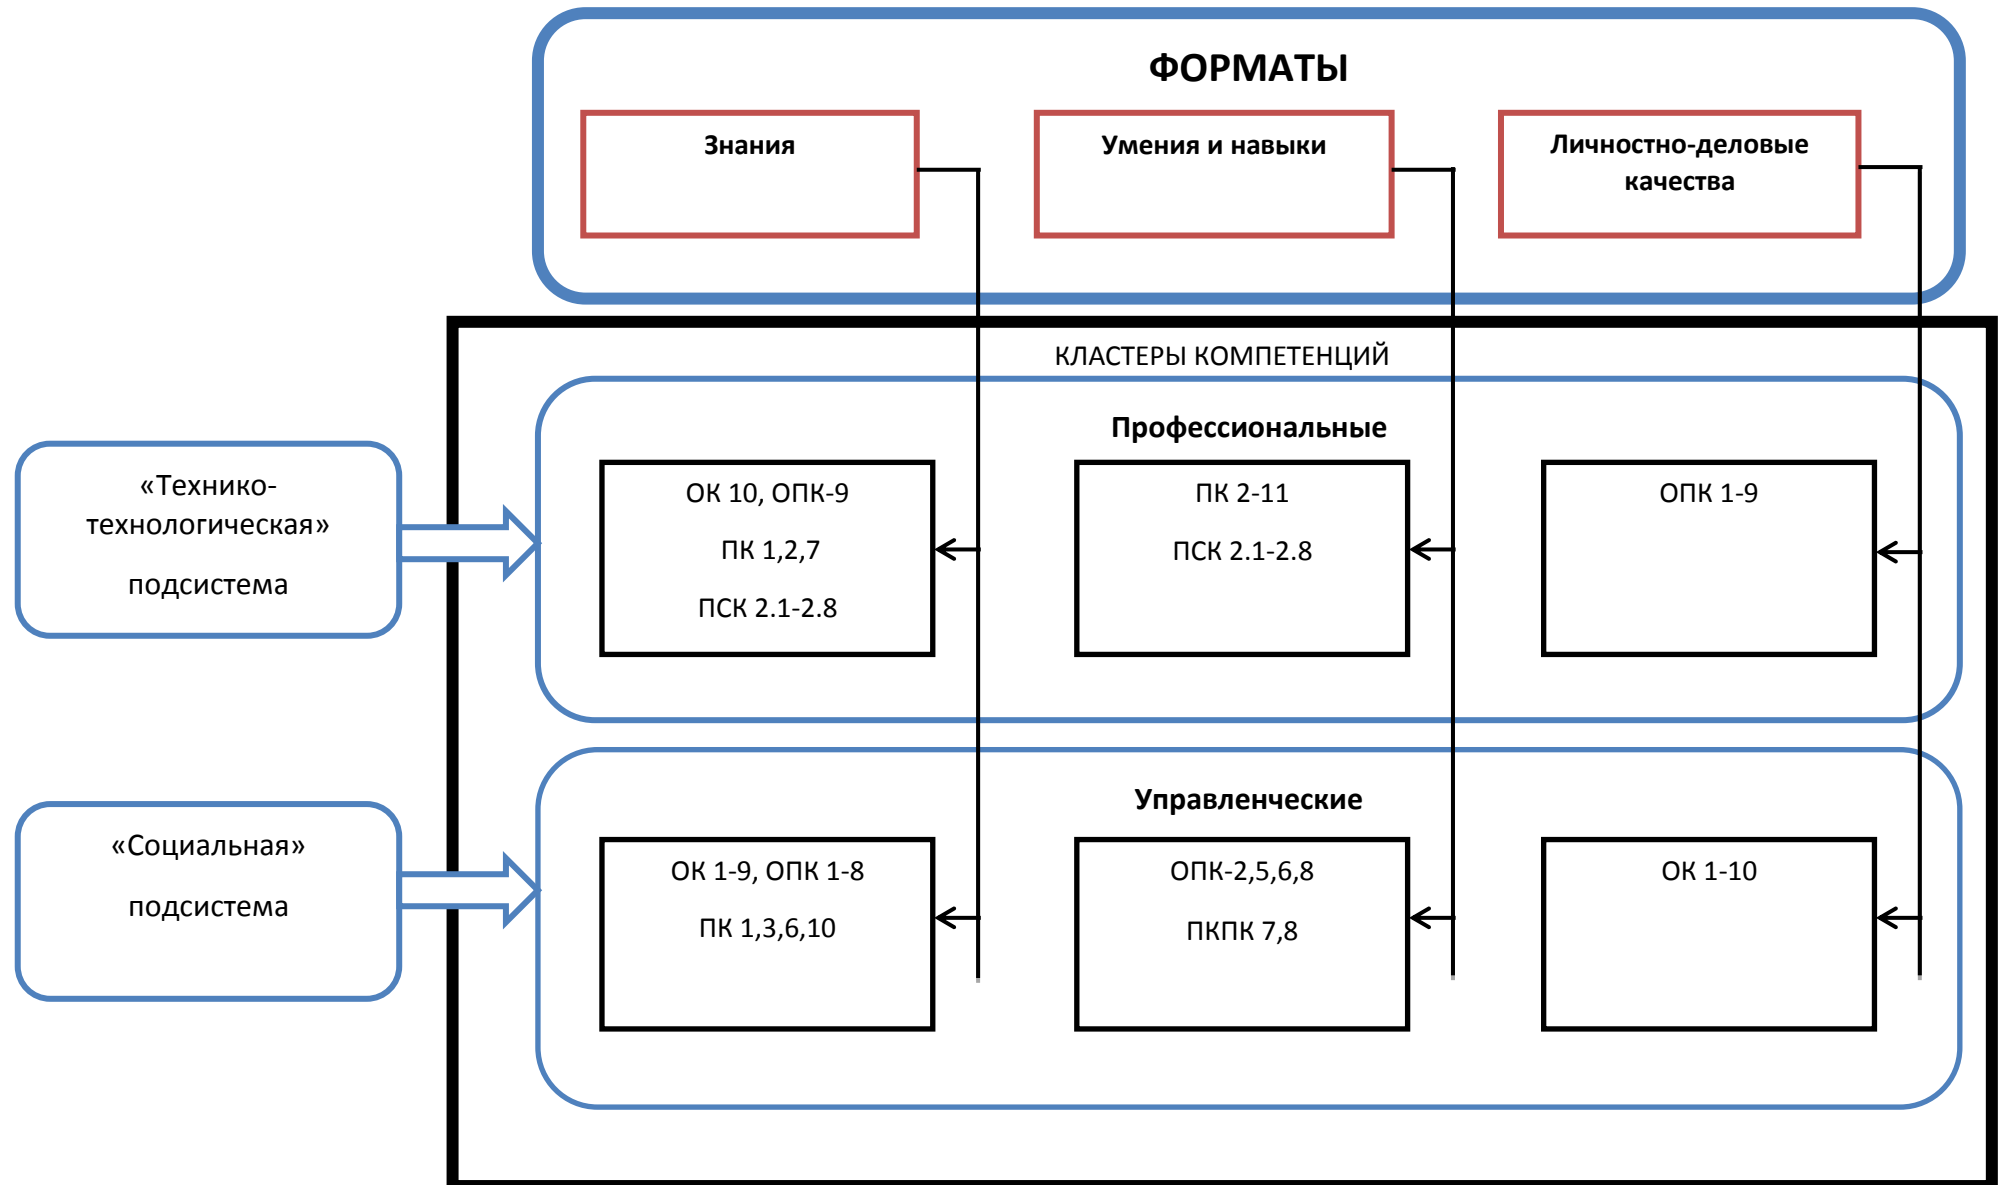 ФОРМАТЫ
Знания
Умения и навыки
Личностно-деловые
качества
КЛАСТЕРЫ КОМПЕТЕНЦИЙ
«Технико-
технологическая»
подсистема
Профессиональные
ОК 10, ОПК-9
ПК 1,2,7
ПСК 2.1-2.8
ПК 2-11
ПСК 2.1-2.8
ОПК 1-9
«Социальная»
подсистема
Управленческие
ОК 1-9, ОПК 1-8
ПК 1,3,6,10
ОПК-2,5,6,8
ПКПК 7,8
ОК 1-10